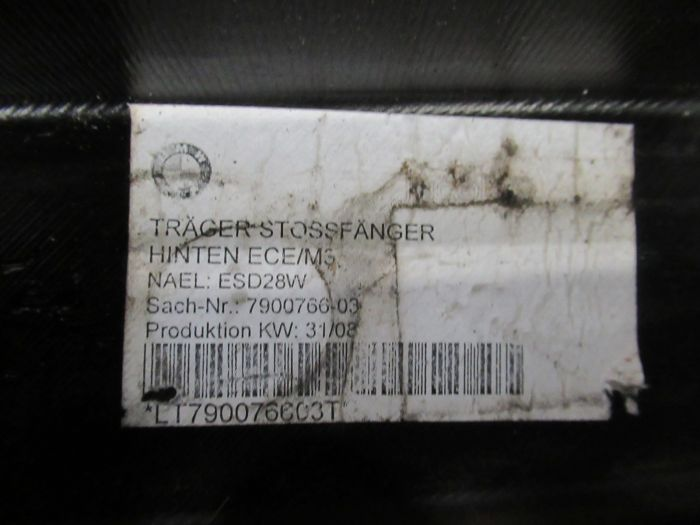 TRÄGER STOSSFÄNGER
HINTEN ECE/M3
NAEL: ESD28W
Sach-Nr.: 7900766-03
Produktion KW: 31/08
*LT790076603T*